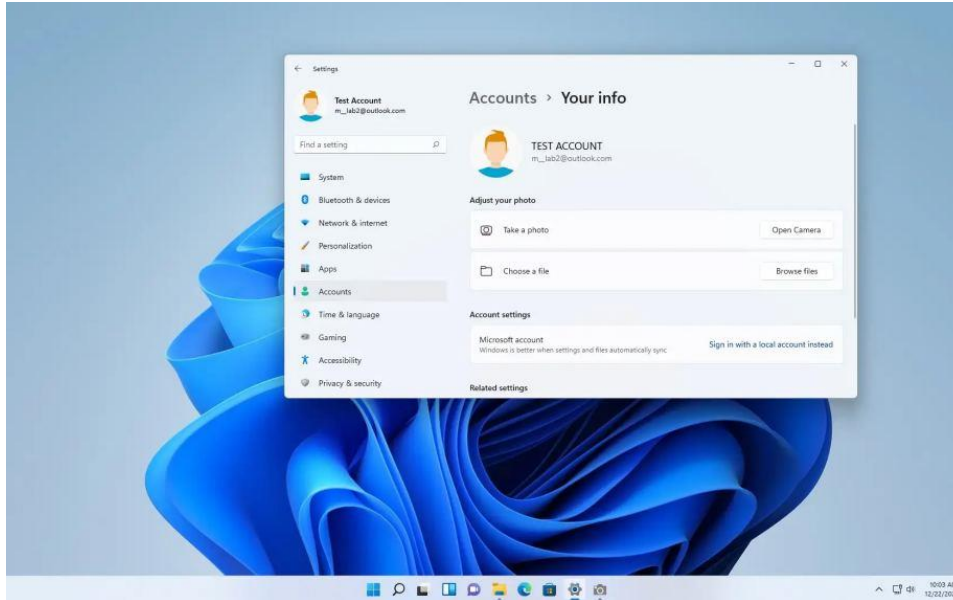 Settings
Test Account
m_lab2@outlook.com
Find a setting
System
Bluetooth & devices
Network & internet
Personalization
Apps
Accounts
Time & language
Gaming
Accessibility
Privacy & security
Accounts > Your info
TEST ACCOUNT
m_lab2@outlook.com
Adjust your photo
Take a photo
Open Camera
Choose a file
Browse files
Account settings
Microsoft account
Sign in with a local account instead
Windows is better when settings and files automatically sync
Related settings
10:03
12/22/20